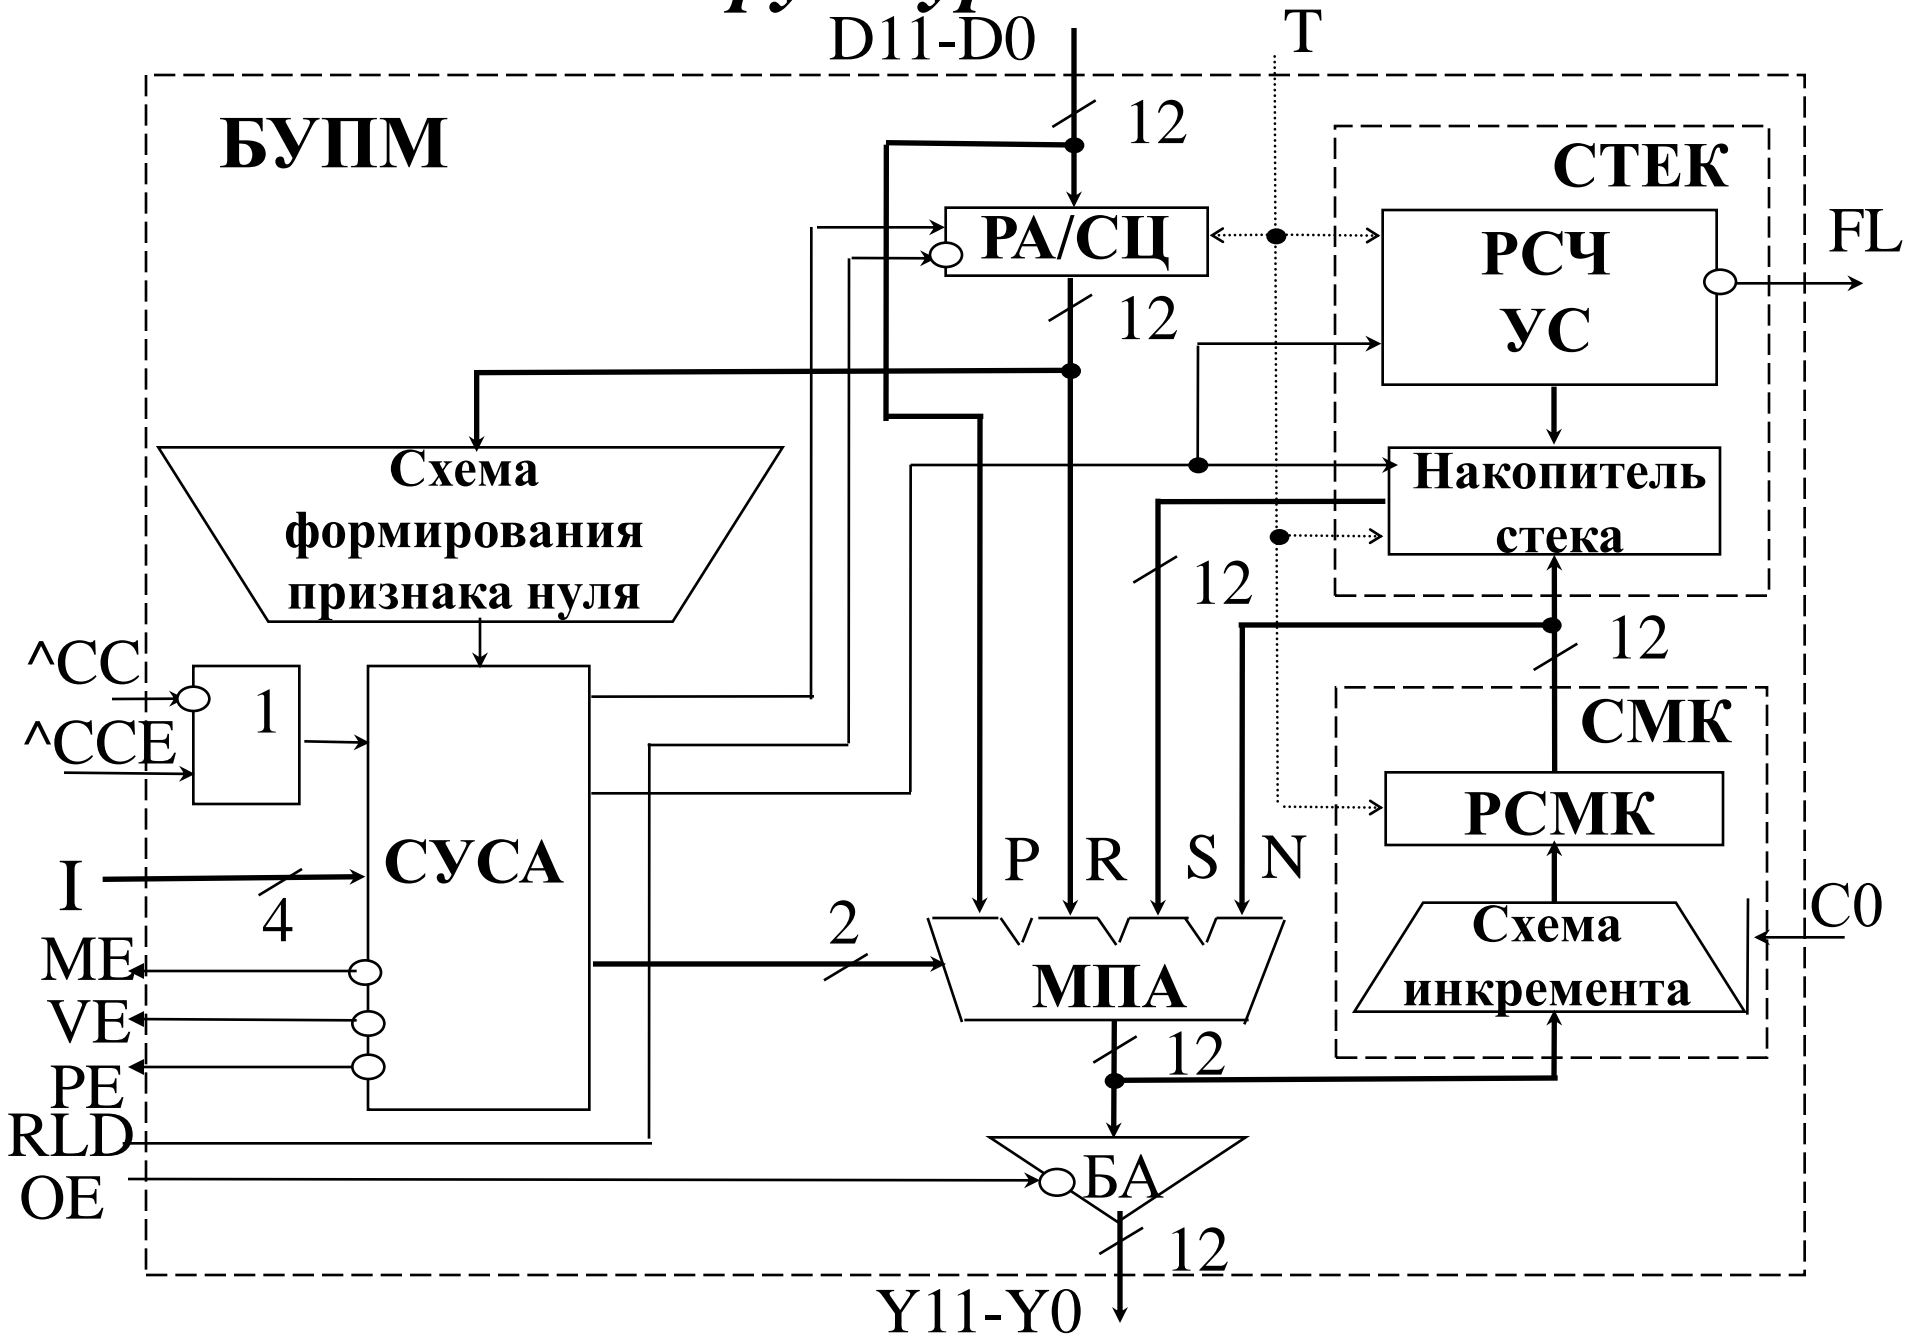 D11-D0
T
12
БУПМ
СТЕК
РА/СЦ
РСЧ
УС
FL
12
Схема
формирования
признака нуля
Накопитель
стека
12
12
^CC
1
^CCE
СМК
РСМК
СУСА
P
R
S
N
I
4
2
C0
Схема
инкремента
ME
МПА
VE
12
PE
RLD
БА
OE
12
Y11-Y0